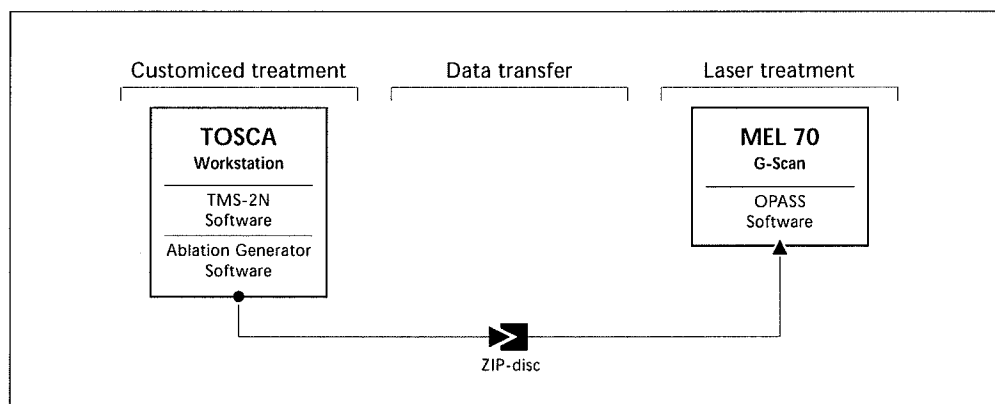 Customiced treatment
Data transfer
Laser treatment
TOSCA
Workstation
TMS-2N
Software
Ablation Generator
Software
MEL 70
G-Scan
OPASS
Software
ZIP-disc